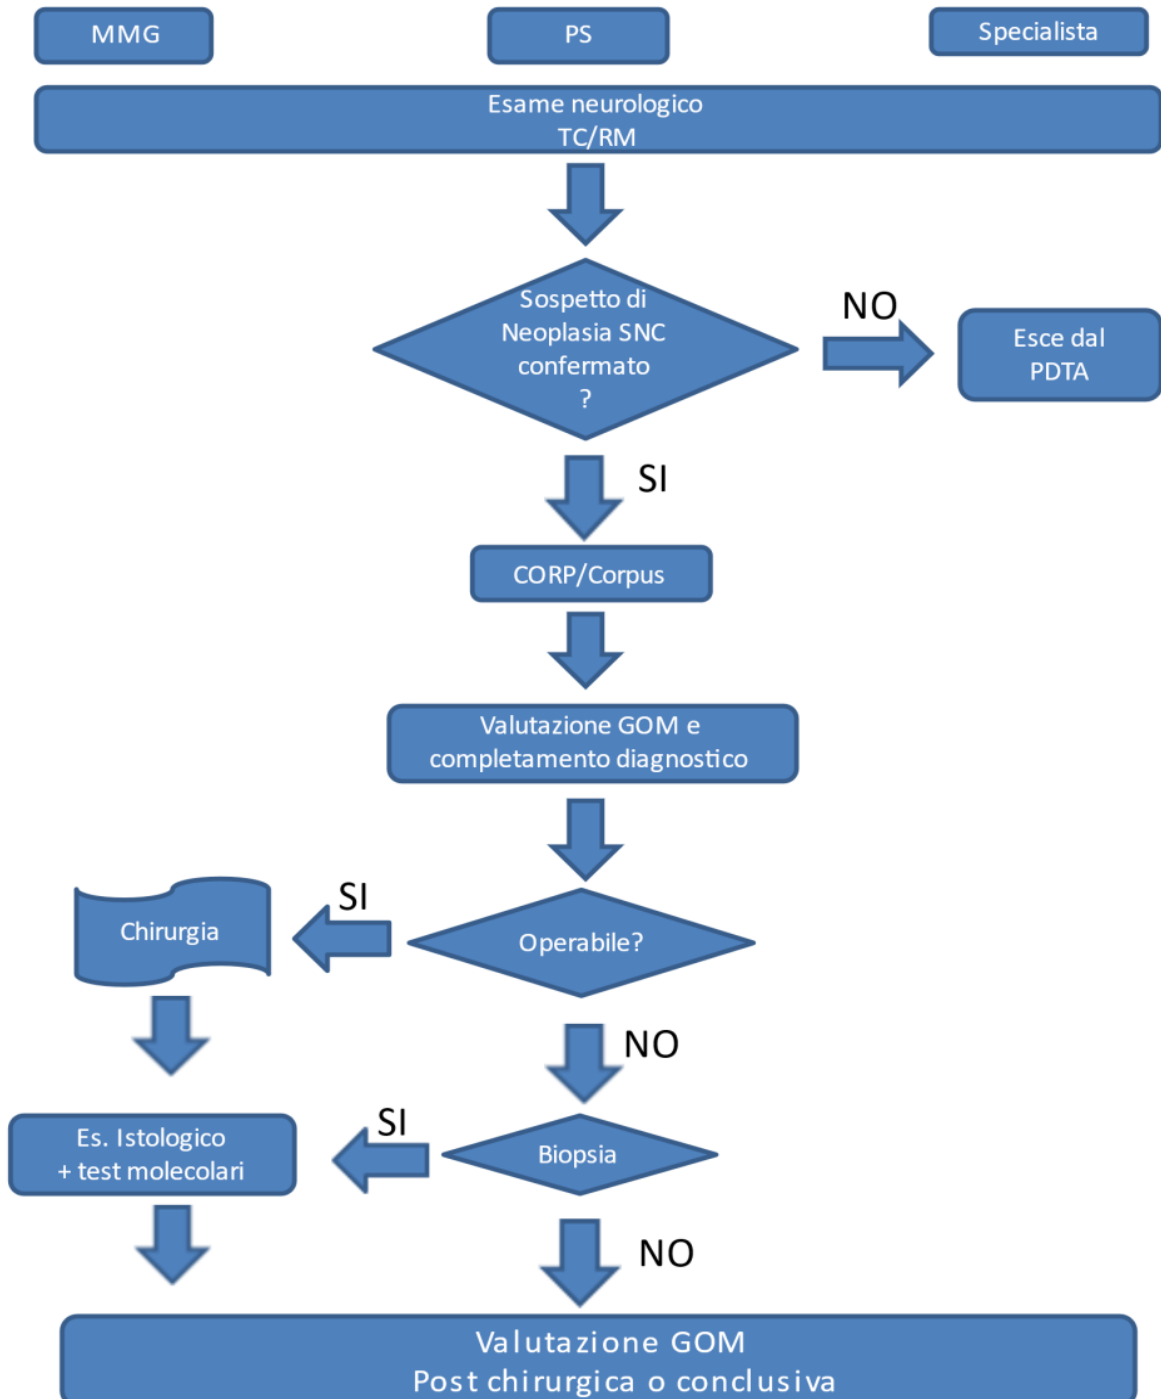 MMG
PS
Specialista
Esame neurologico
TC/RM
Sospetto di
Neoplasia SNC
confermato
?
NO
Esce dal
PDTA
SI
CORP/Corpus
Valutazione GOM e
completamento diagnostico
Operabile?
SI
Chirurgia
NO
Biopsia
SI
Es. Istologico
+ test molecolari
NO
Valutazione GOM
Post chirurgica o conclusiva